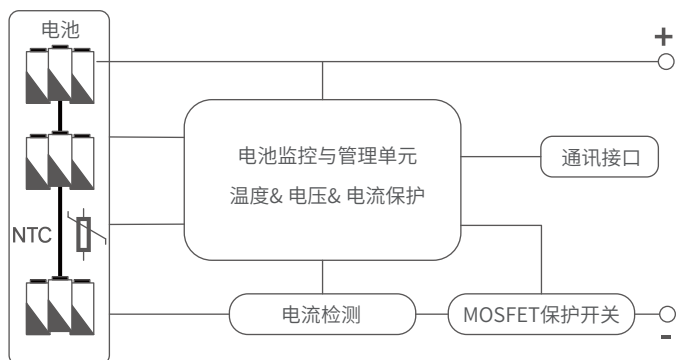 电池
+
电池监控与管理单元
温度& 电压& 电流保护
通讯接口
NTC
电流检测
MOSFET保护开关
-